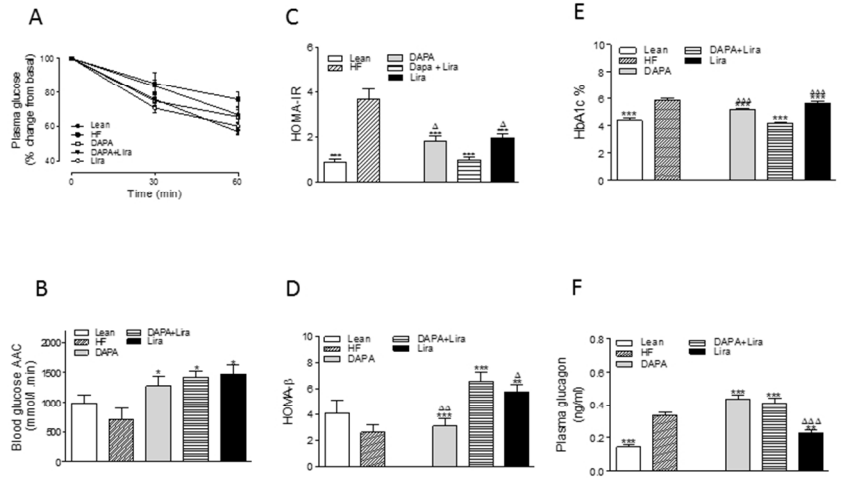 A
Plasma glucose
(% change from basal)
100
80
60
40
Lean
HF
DAPA
DAPA+Lira
Lira
0
30
60
Time (min)
C
HOMA-IR
6
4
2
0
Lean
HF
DAPA
Dapa + Lira
Lira
***
Δ
***
***
Δ
***
E
HbA1c %
10
8
6
4
2
0
Lean
HF
DAPA
DAPA+Lira
Lira
***
ΔΔΔ
***
***
ΔΔΔ
B
Blood glucose AAC
2000
1500
1000
500
0
Lean
HF
DAPA
DAPA+Lira
Lira
*
*
*
D
HOMA-β
10
8
6
4
2
0
Lean
HF
DAPA
DAPA+Lira
Lira
ΔΔ
***
***
Δ
**
F
Plasma glucagon
(ng/ml)
0.8
0.6
0.4
0.2
0.0
Lean
HF
DAPA
DAPA+Lira
Lira
***
***
***
ΔΔΔ
**